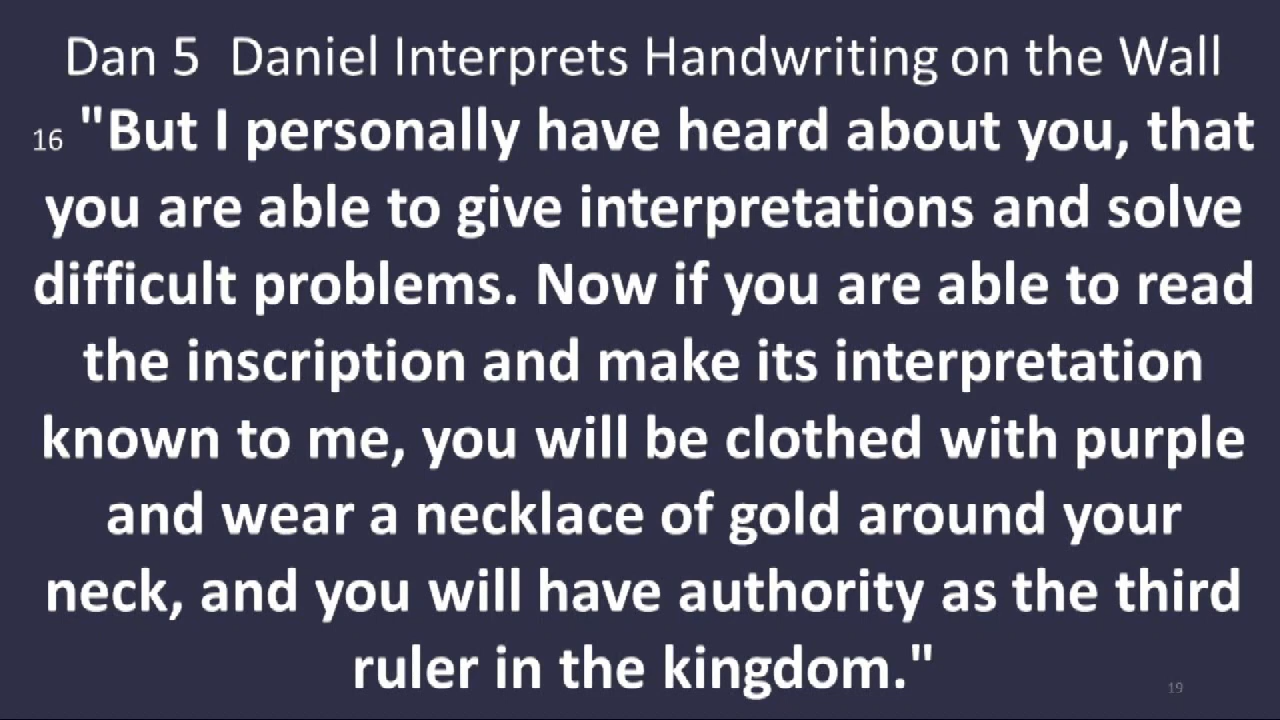 Dan 5  Daniel Interprets Handwriting on the Wall
16 "But I personally have heard about you, that
you are able to give interpretations and solve
difficult problems. Now if you are able to read
the inscription and make its interpretation
known to me, you will be clothed with purple
and wear a necklace of gold around your
neck, and you will have authority as the third
ruler in the kingdom."
19